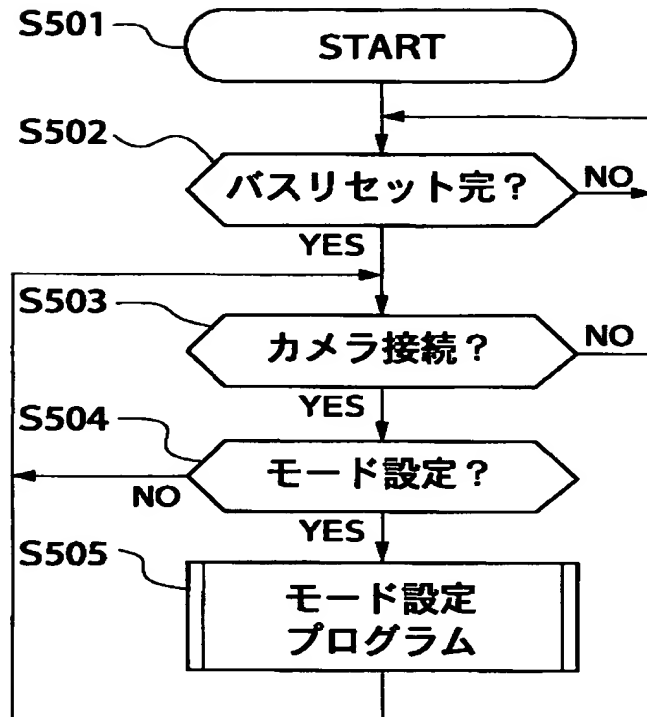 S501
START
S502
バスリセット完？
NO
YES
S503
カメラ接続？
NO
YES
S504
モード設定？
NO
YES
S505
モード設定
プログラム